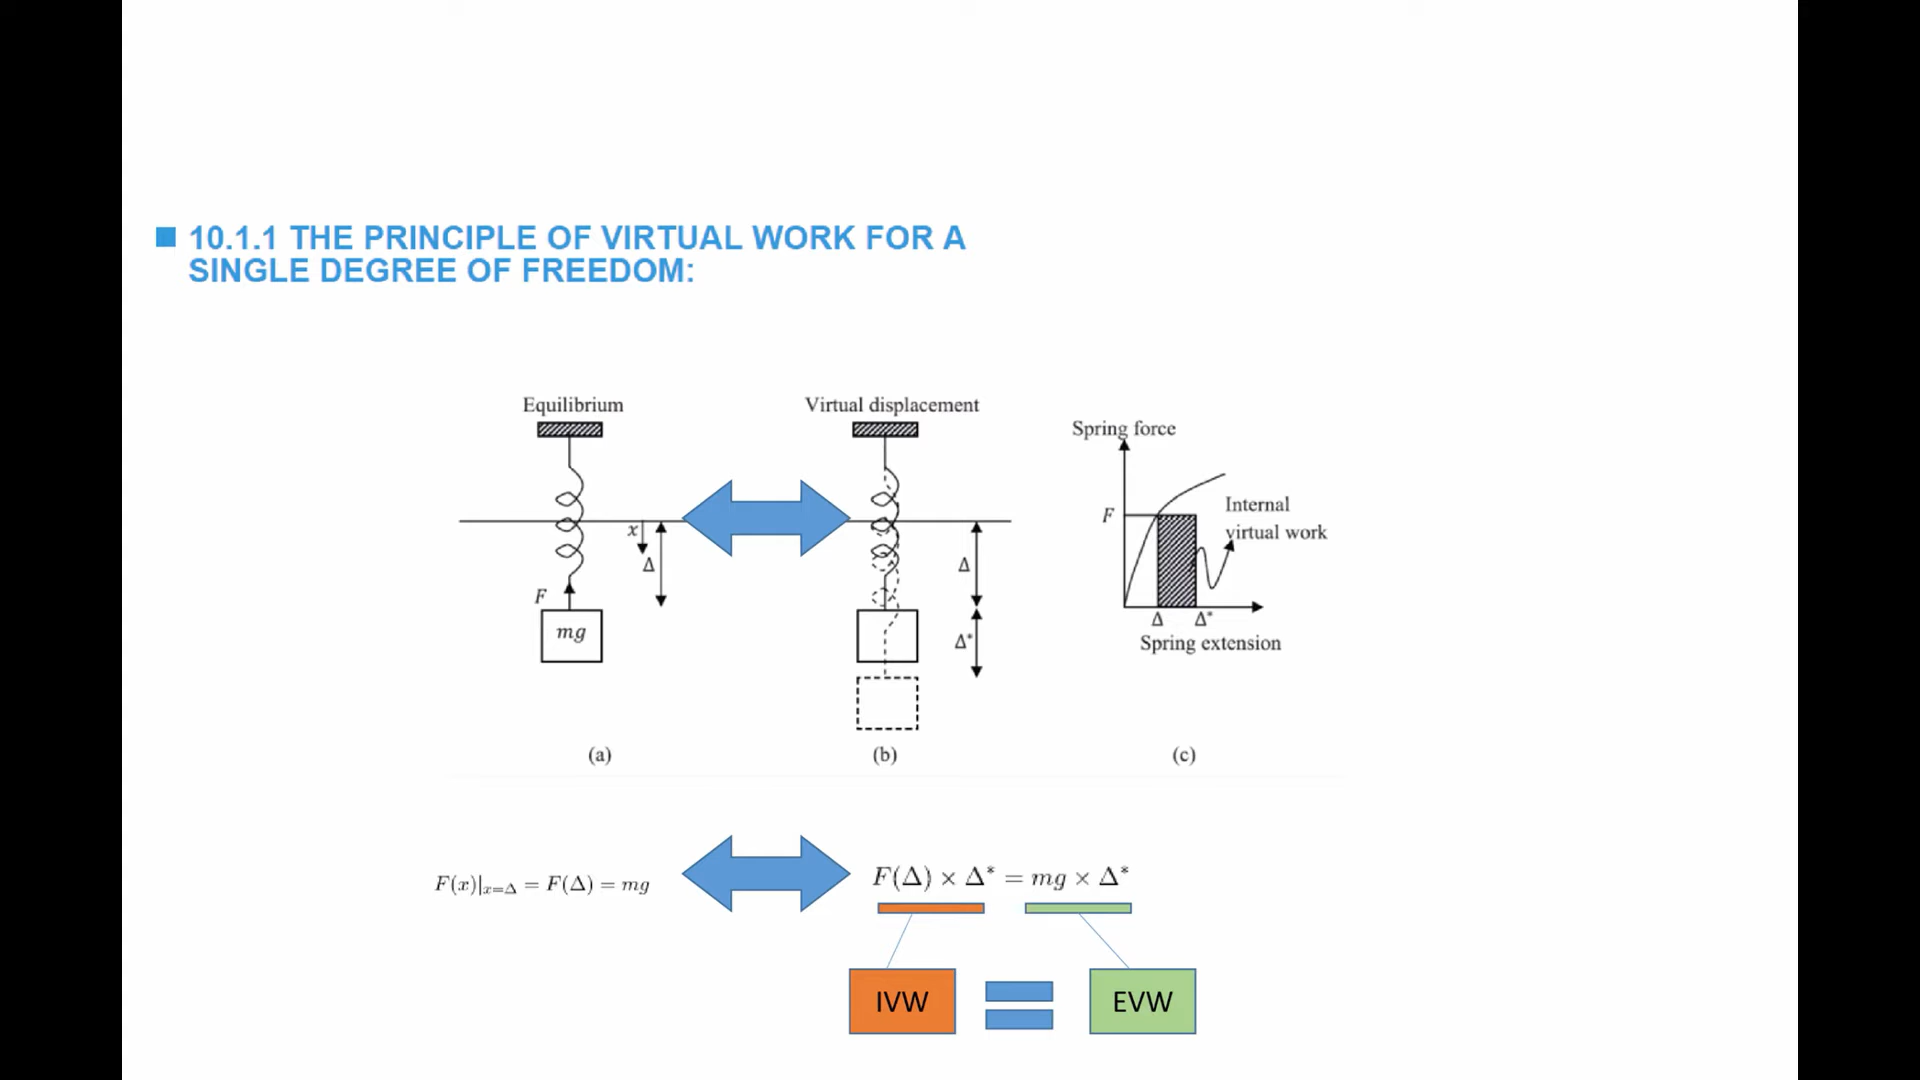 10.1.1 THE PRINCIPLE OF VIRTUAL WORK FOR A
SINGLE DEGREE OF FREEDOM:
Equilibrium
x
Δ
F
mg
(a)
Virtual displacement
Δ
Δ*
(b)
Spring force
F
Internal
virtual work
Δ Δ*
Spring extension
(c)
F(x)|x=Δ = F(Δ) = mg
F(Δ) × Δ* = mg × Δ*
IVW
EVW